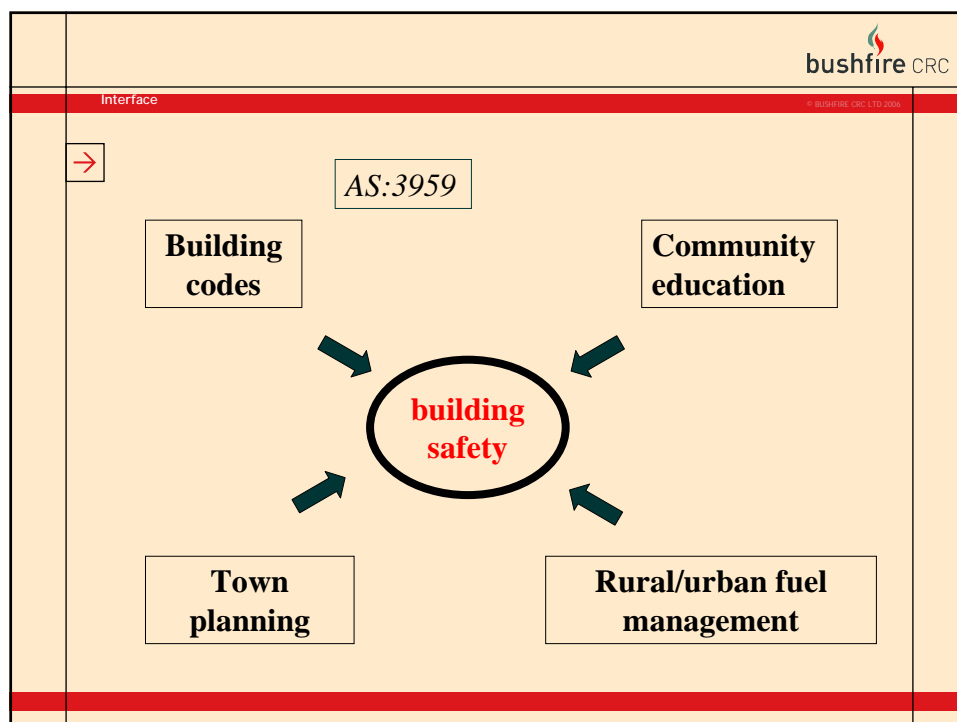 bushfire CRC
Interface
© BUSHFIRE CRC LTD 2006
AS:3959
Building
codes
Community
education
building
safety
Town
planning
Rural/urban fuel
management